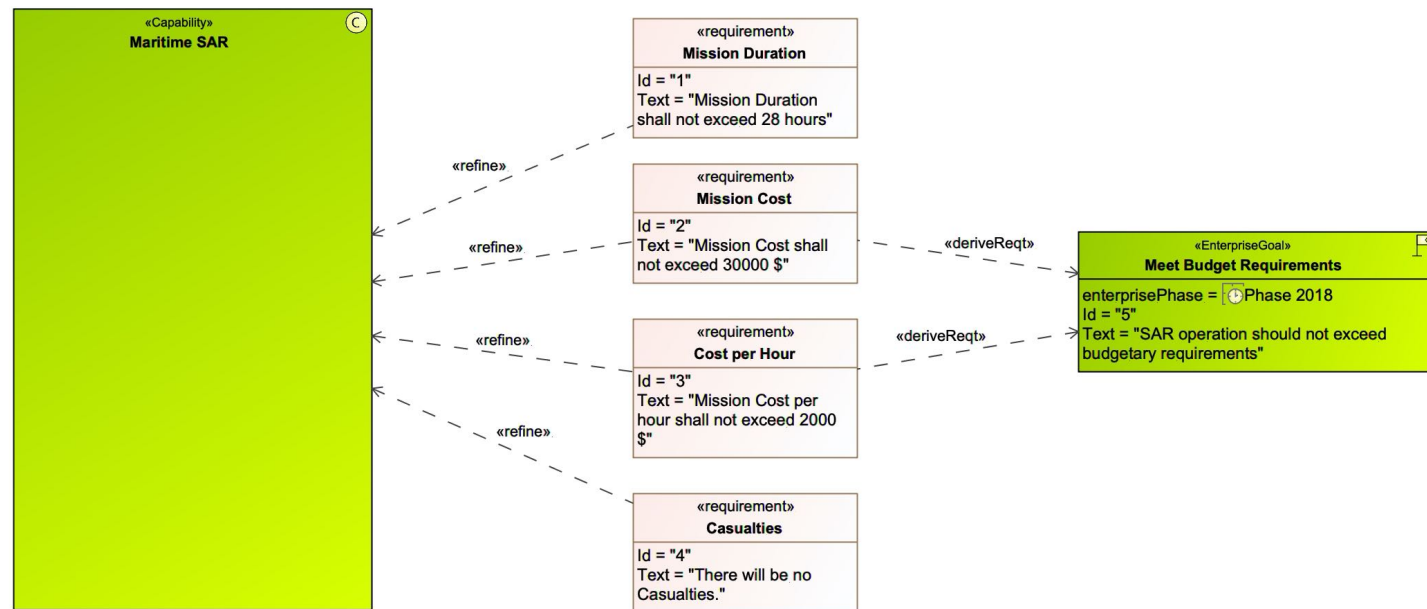 «Capability»
Maritime SAR
C
«requirement»
Mission Duration
Id = "1"
Text = "Mission Duration
shall not exceed 28 hours"
«refine»
«requirement»
Mission Cost
Id = "2"
Text = "Mission Cost shall
not exceed 30000 $"
«refine»
«deriveReqt»
«requirement»
Cost per Hour
Id = "3"
Text = "Mission Cost per
hour shall not exceed 2000
$"
«refine»
«deriveReqt»
«requirement»
Casualties
Id = "4"
Text = "There will be no
Casualties."
«refine»
«EnterpriseGoal»
Meet Budget Requirements
enterprisePhase = Phase 2018
Id = "5"
Text = "SAR operation should not exceed
budgetary requirements"